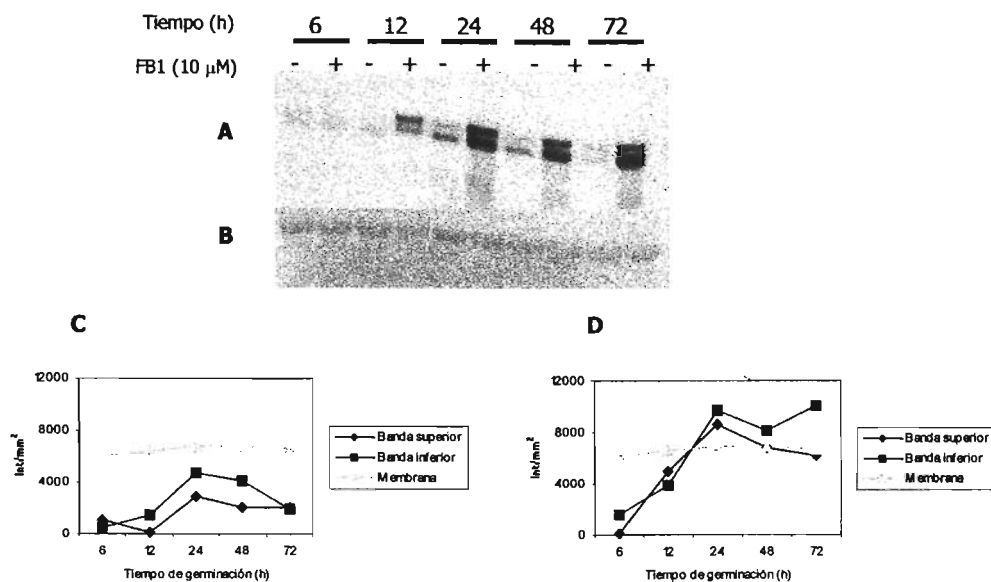 Tiempo (h) 6 12 24 48 72
FB1 (10 µM) - + - + - + - + - +
A
B
C
D
12000
8000
4000
0
Int/mm²
6 12 24 48 72
Tiempo de germinación (h)
Banda superior
Banda inferior
Membrana
12000
8000
4000
0
Int/mm²
6 12 24 48 72
Tiempo de germinación (h)
Banda superior
Banda inferior
Membrana